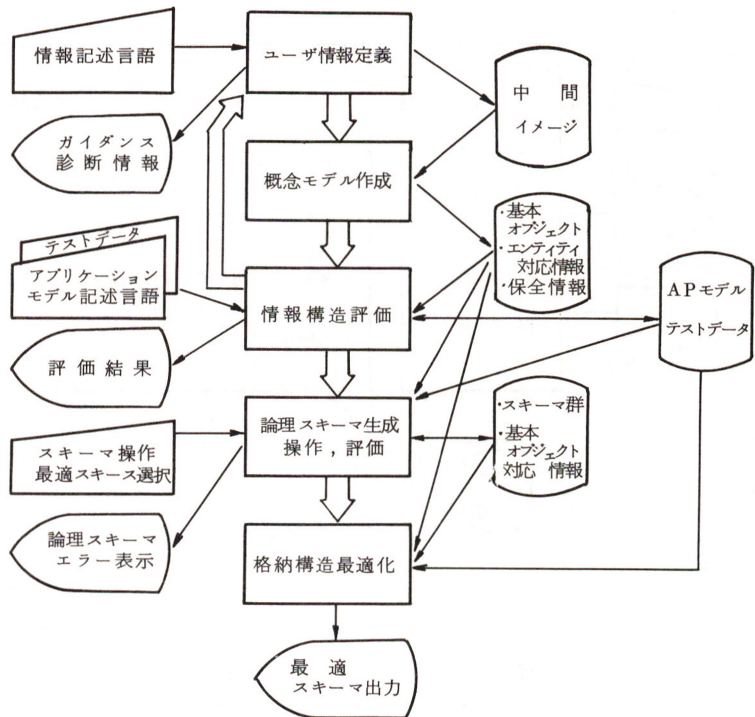 情報記述言語
ユーザ情報定義
中間
イメージ
ガイダンス
診断情報
概念モデル作成
・基本
オブジェクト
・エンティティ
対応情報
・保全情報
テストデータ
アプリケーション
モデル記述言語
情報構造評価
APモデル
テストデータ
評価結果
論理スキーマ生成
操作,評価
・スキーマ群
・基本
オブジェクト
対応 情報
スキーマ操作
最適スキース選択
論理スキーマ
エラー表示
格納構造最適化
最適
スキーマ出力